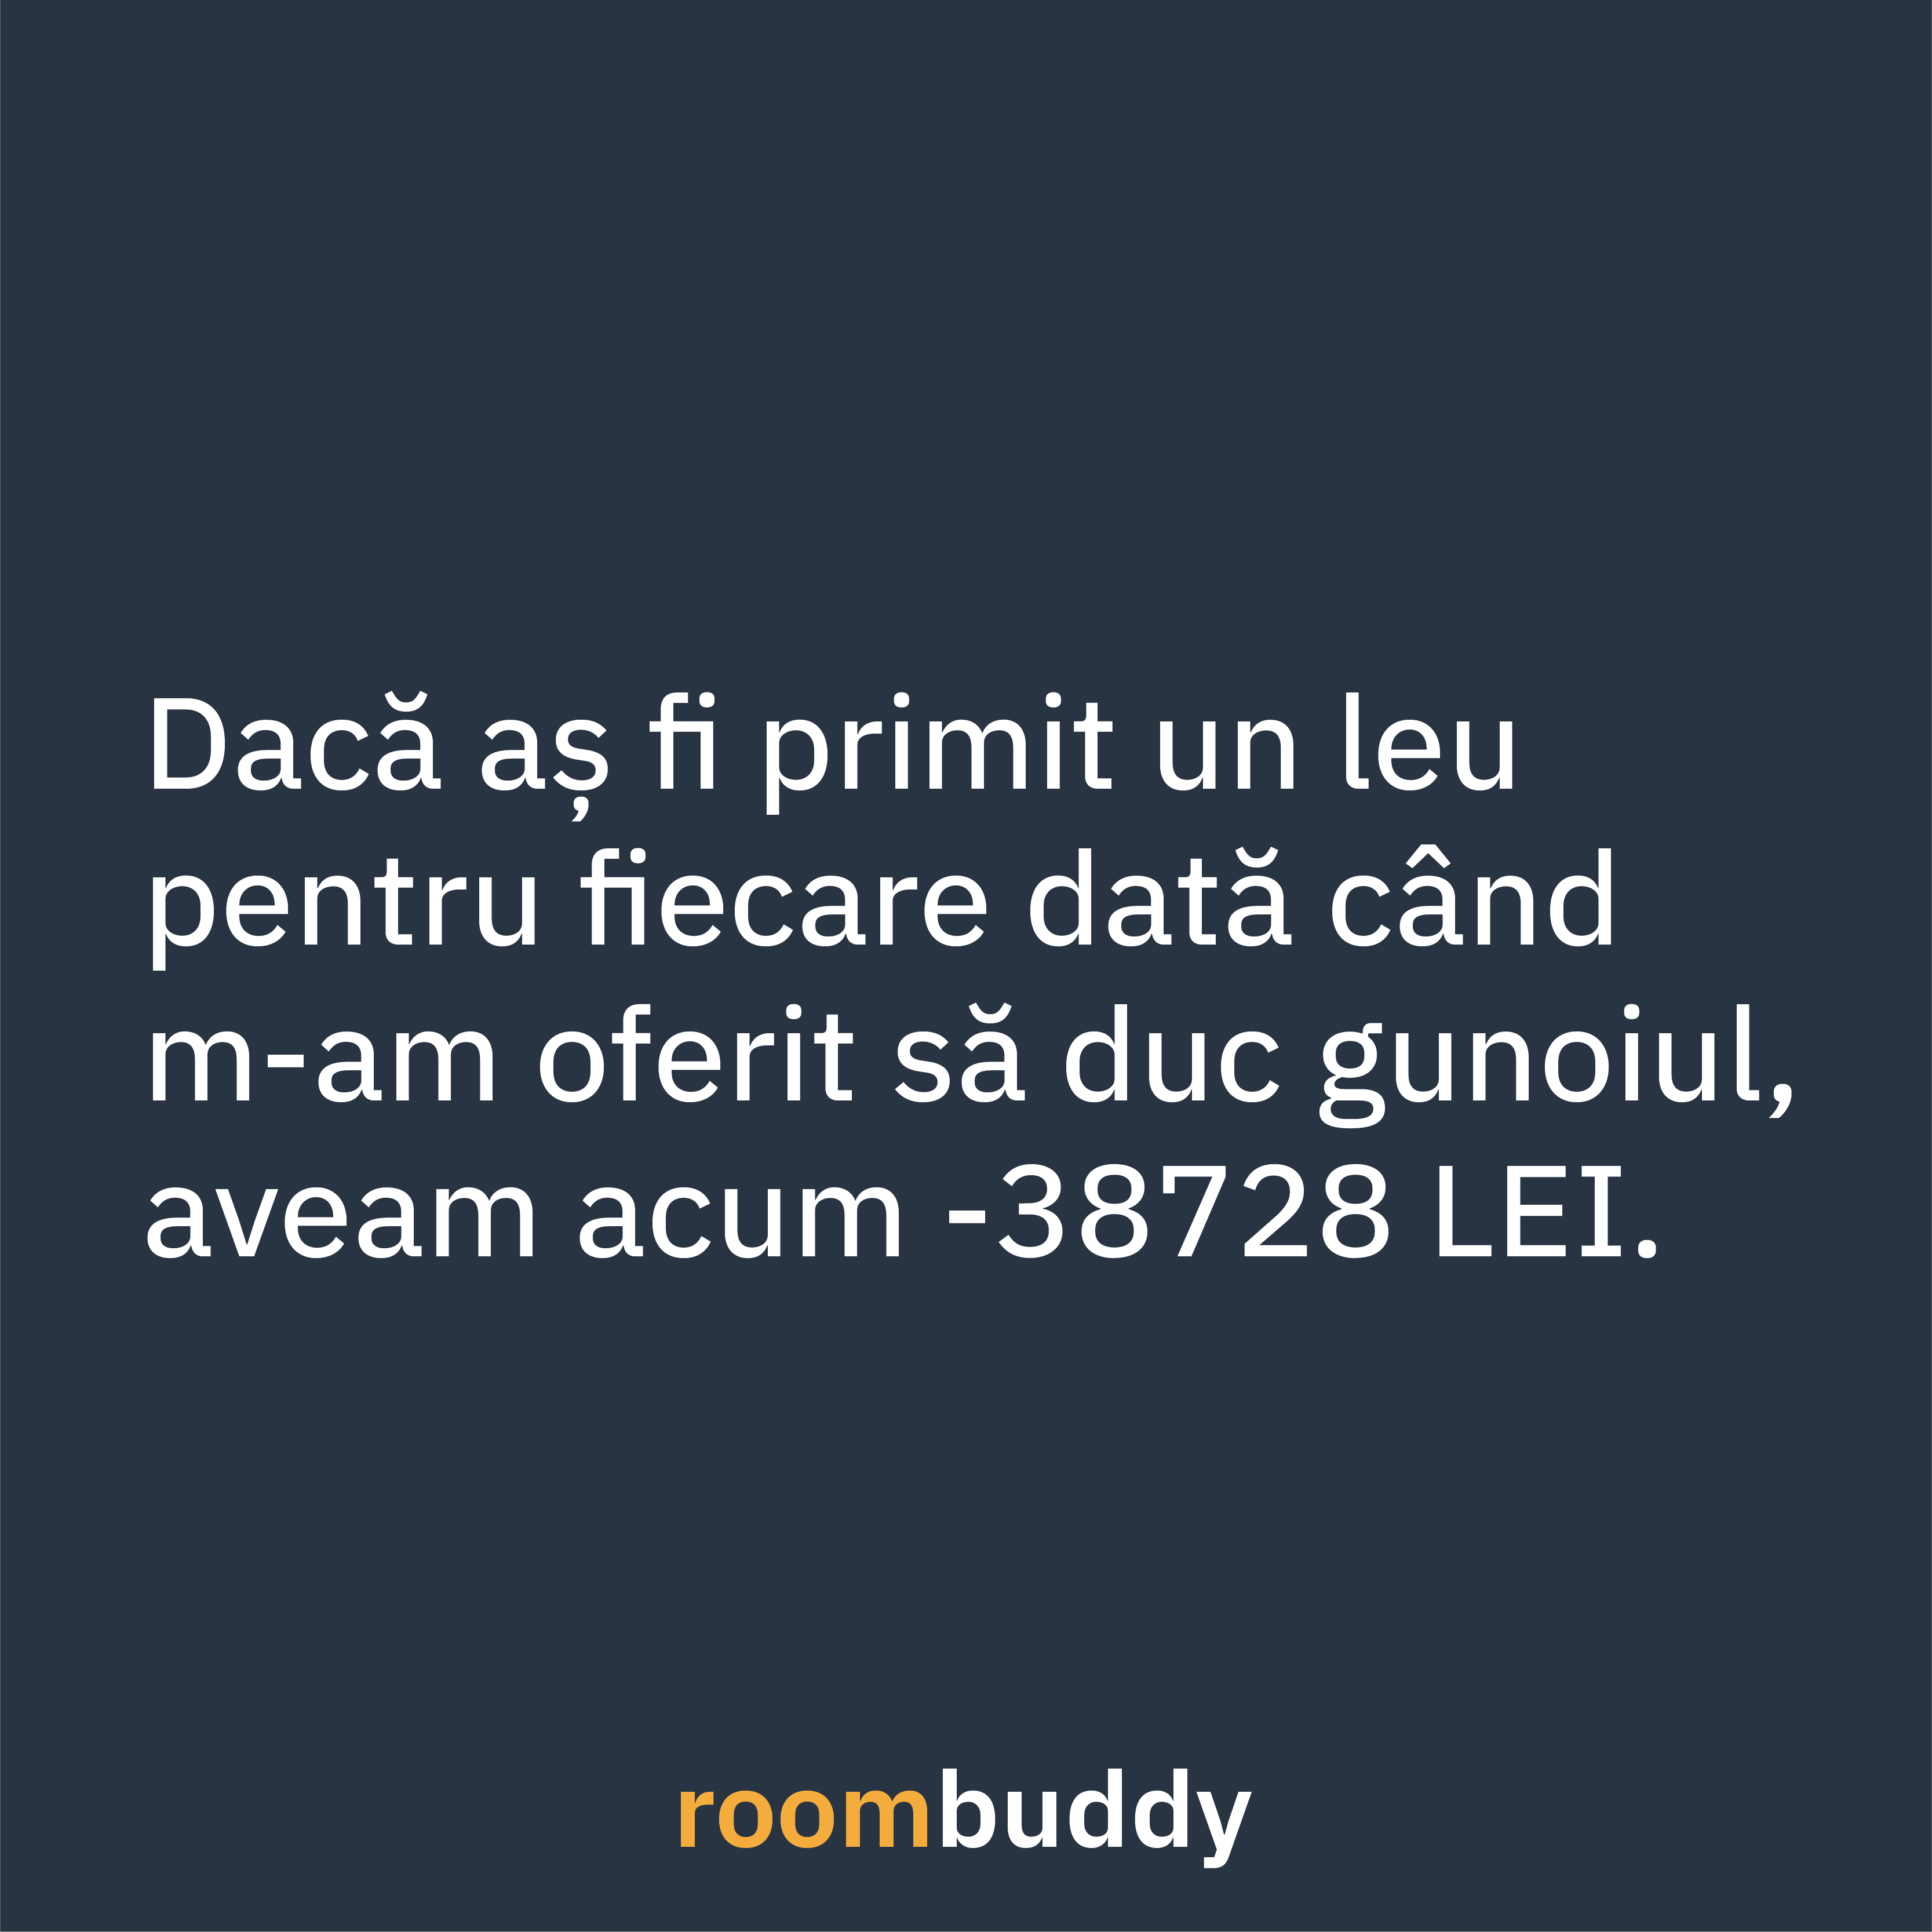 Dacă aș fi primit un leu
pentru fiecare dată când
m-am oferit să duc gunoiul,
aveam acum -38728 LEI.
roombuddy